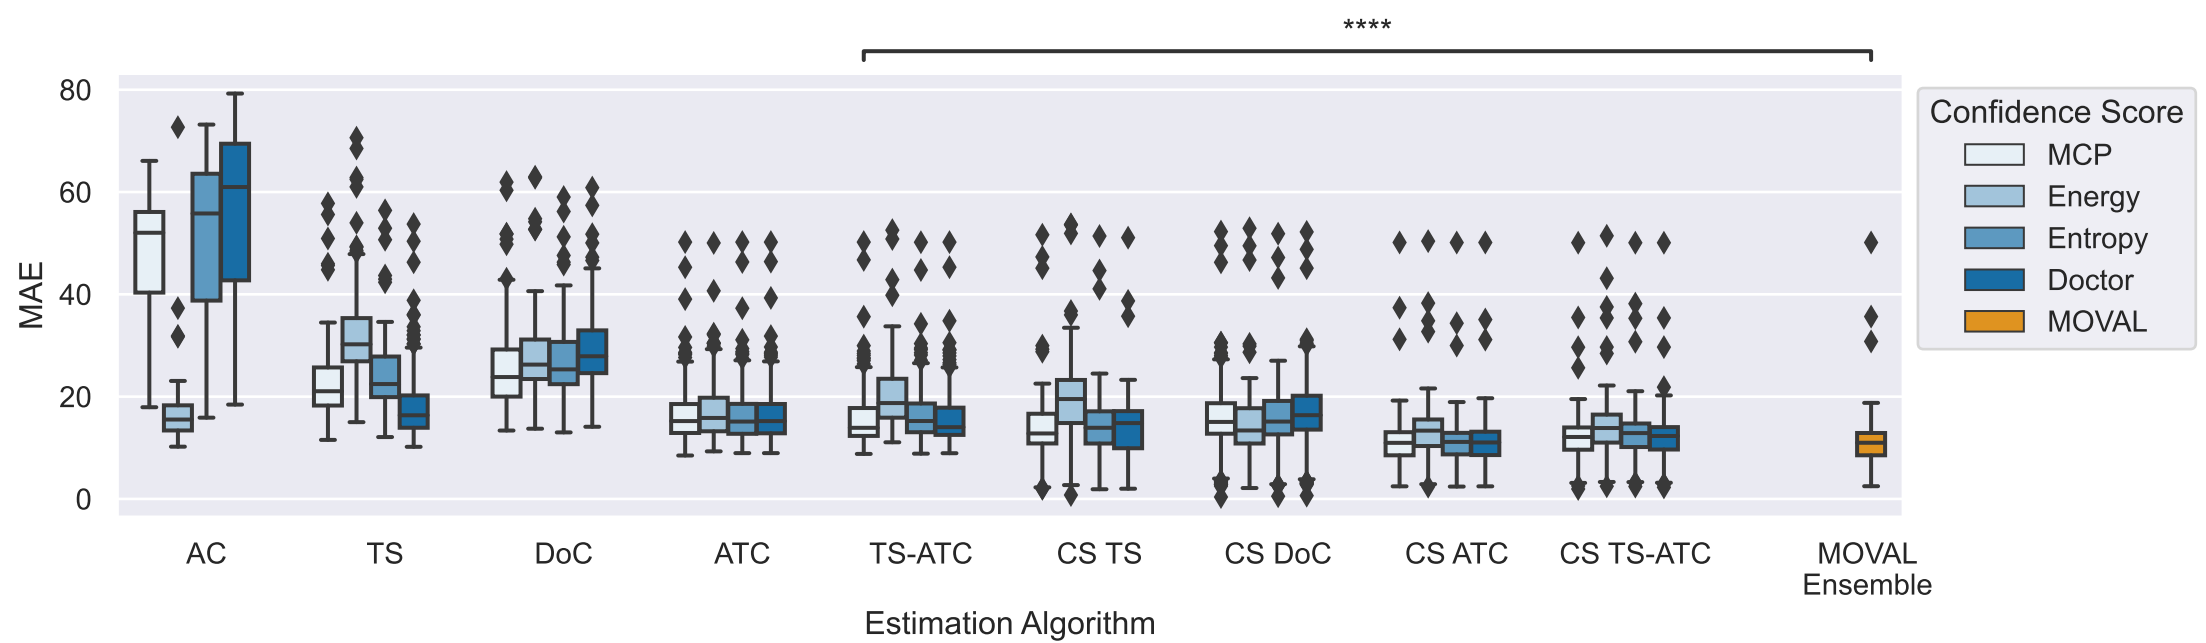 ****
80
60
40
20
0
MAE
AC
TS
DoC
ATC
TS-ATC
CS TS
CS DoC
CS ATC
CS TS-ATC
MOVAL
Ensemble
Estimation Algorithm
Confidence Score
MCP
Energy
Entropy
Doctor
MOVAL